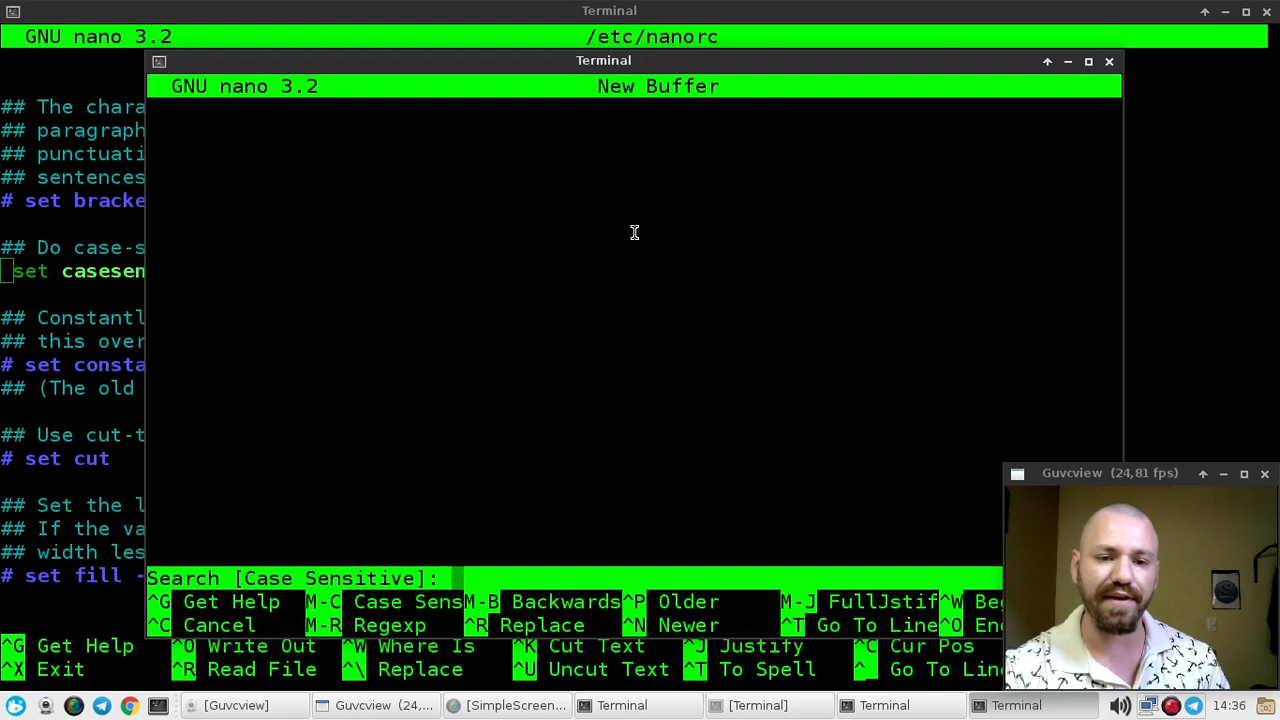 Terminal
GNU nano 3.2 /etc/nanorc
Terminal
GNU nano 3.2 New Buffer
## The chara
## paragraph
## punctuati
## sentences
# set bracke
## Do case-s
set casesen
## Constantl
## this over
# set consta
## (The old
## Use cut-t
# set cut
## Set the l
## If the va
## width les
# set fill -
Guvcview (24,81 fps)
Search [Case Sensitive]:
^G Get Help M-C Case Sens M-B Backwards ^P Older M-J FullJstif ^W Beg
^C Cancel M-R Regexp ^R Replace ^N Newer ^T Go To Line ^O End
^G Get Help ^O Write Out ^W Where Is ^K Cut Text ^J Justify ^C Cur Pos
^X Exit ^R Read File ^\ Replace ^U Uncut Text ^T To Spell ^_ Go To Line
[Guvcview] Guvcview (24,... [SimpleScreen... Terminal [Terminal] Terminal Terminal 14:36